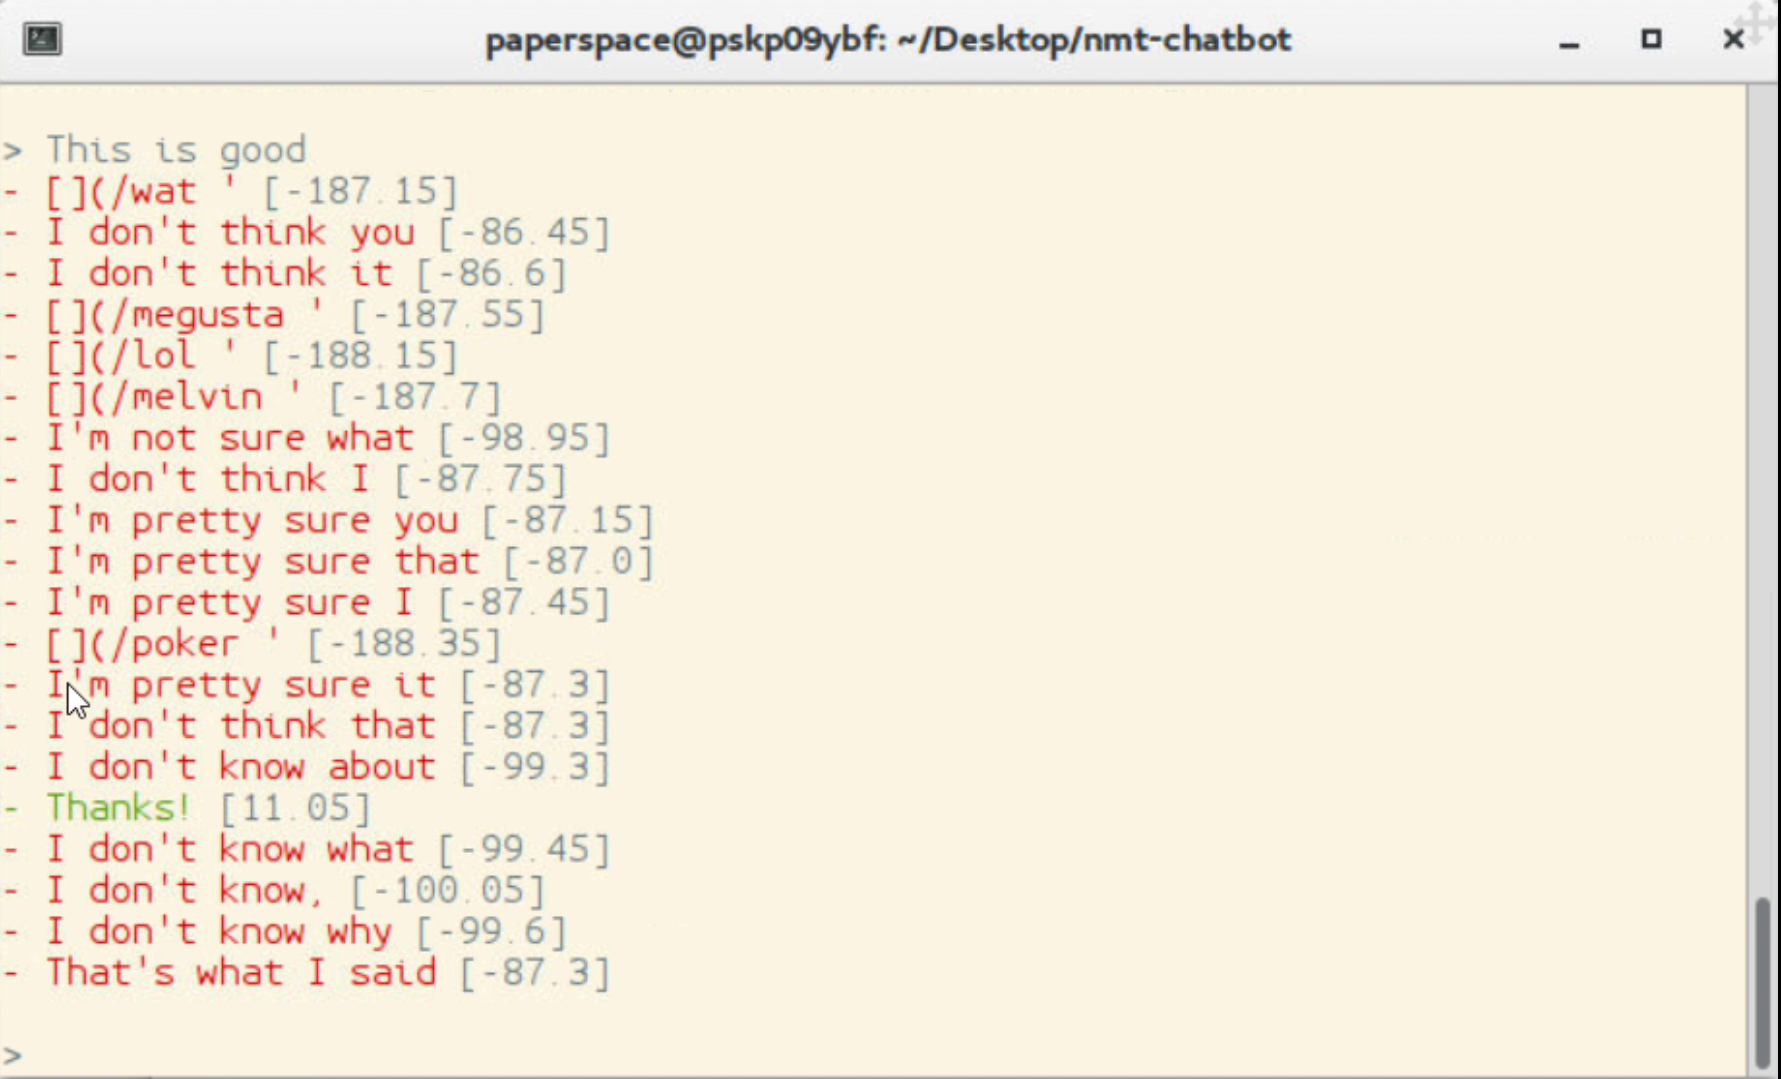 paperspace@pskp09ybf: ~/Desktop/nmt-chatbot
> This is good
- [](/wat ' [-187.15]
- I don't think you [-86.45]
- I don't think it [-86.6]
- [](/megusta ' [-187.55]
- [](/lol ' [-188.15]
- [](/melvin ' [-187.7]
- I'm not sure what [-98.95]
- I don't think I [-87.75]
- I'm pretty sure you [-87.15]
- I'm pretty sure that [-87.0]
- I'm pretty sure I [-87.45]
- [](/poker ' [-188.35]
- I'm pretty sure it [-87.3]
- I don't think that [-87.3]
- I don't know about [-99.3]
- Thanks! [11.05]
- I don't know what [-99.45]
- I don't know, [-100.05]
- I don't know why [-99.6]
- That's what I said [-87.3]
>